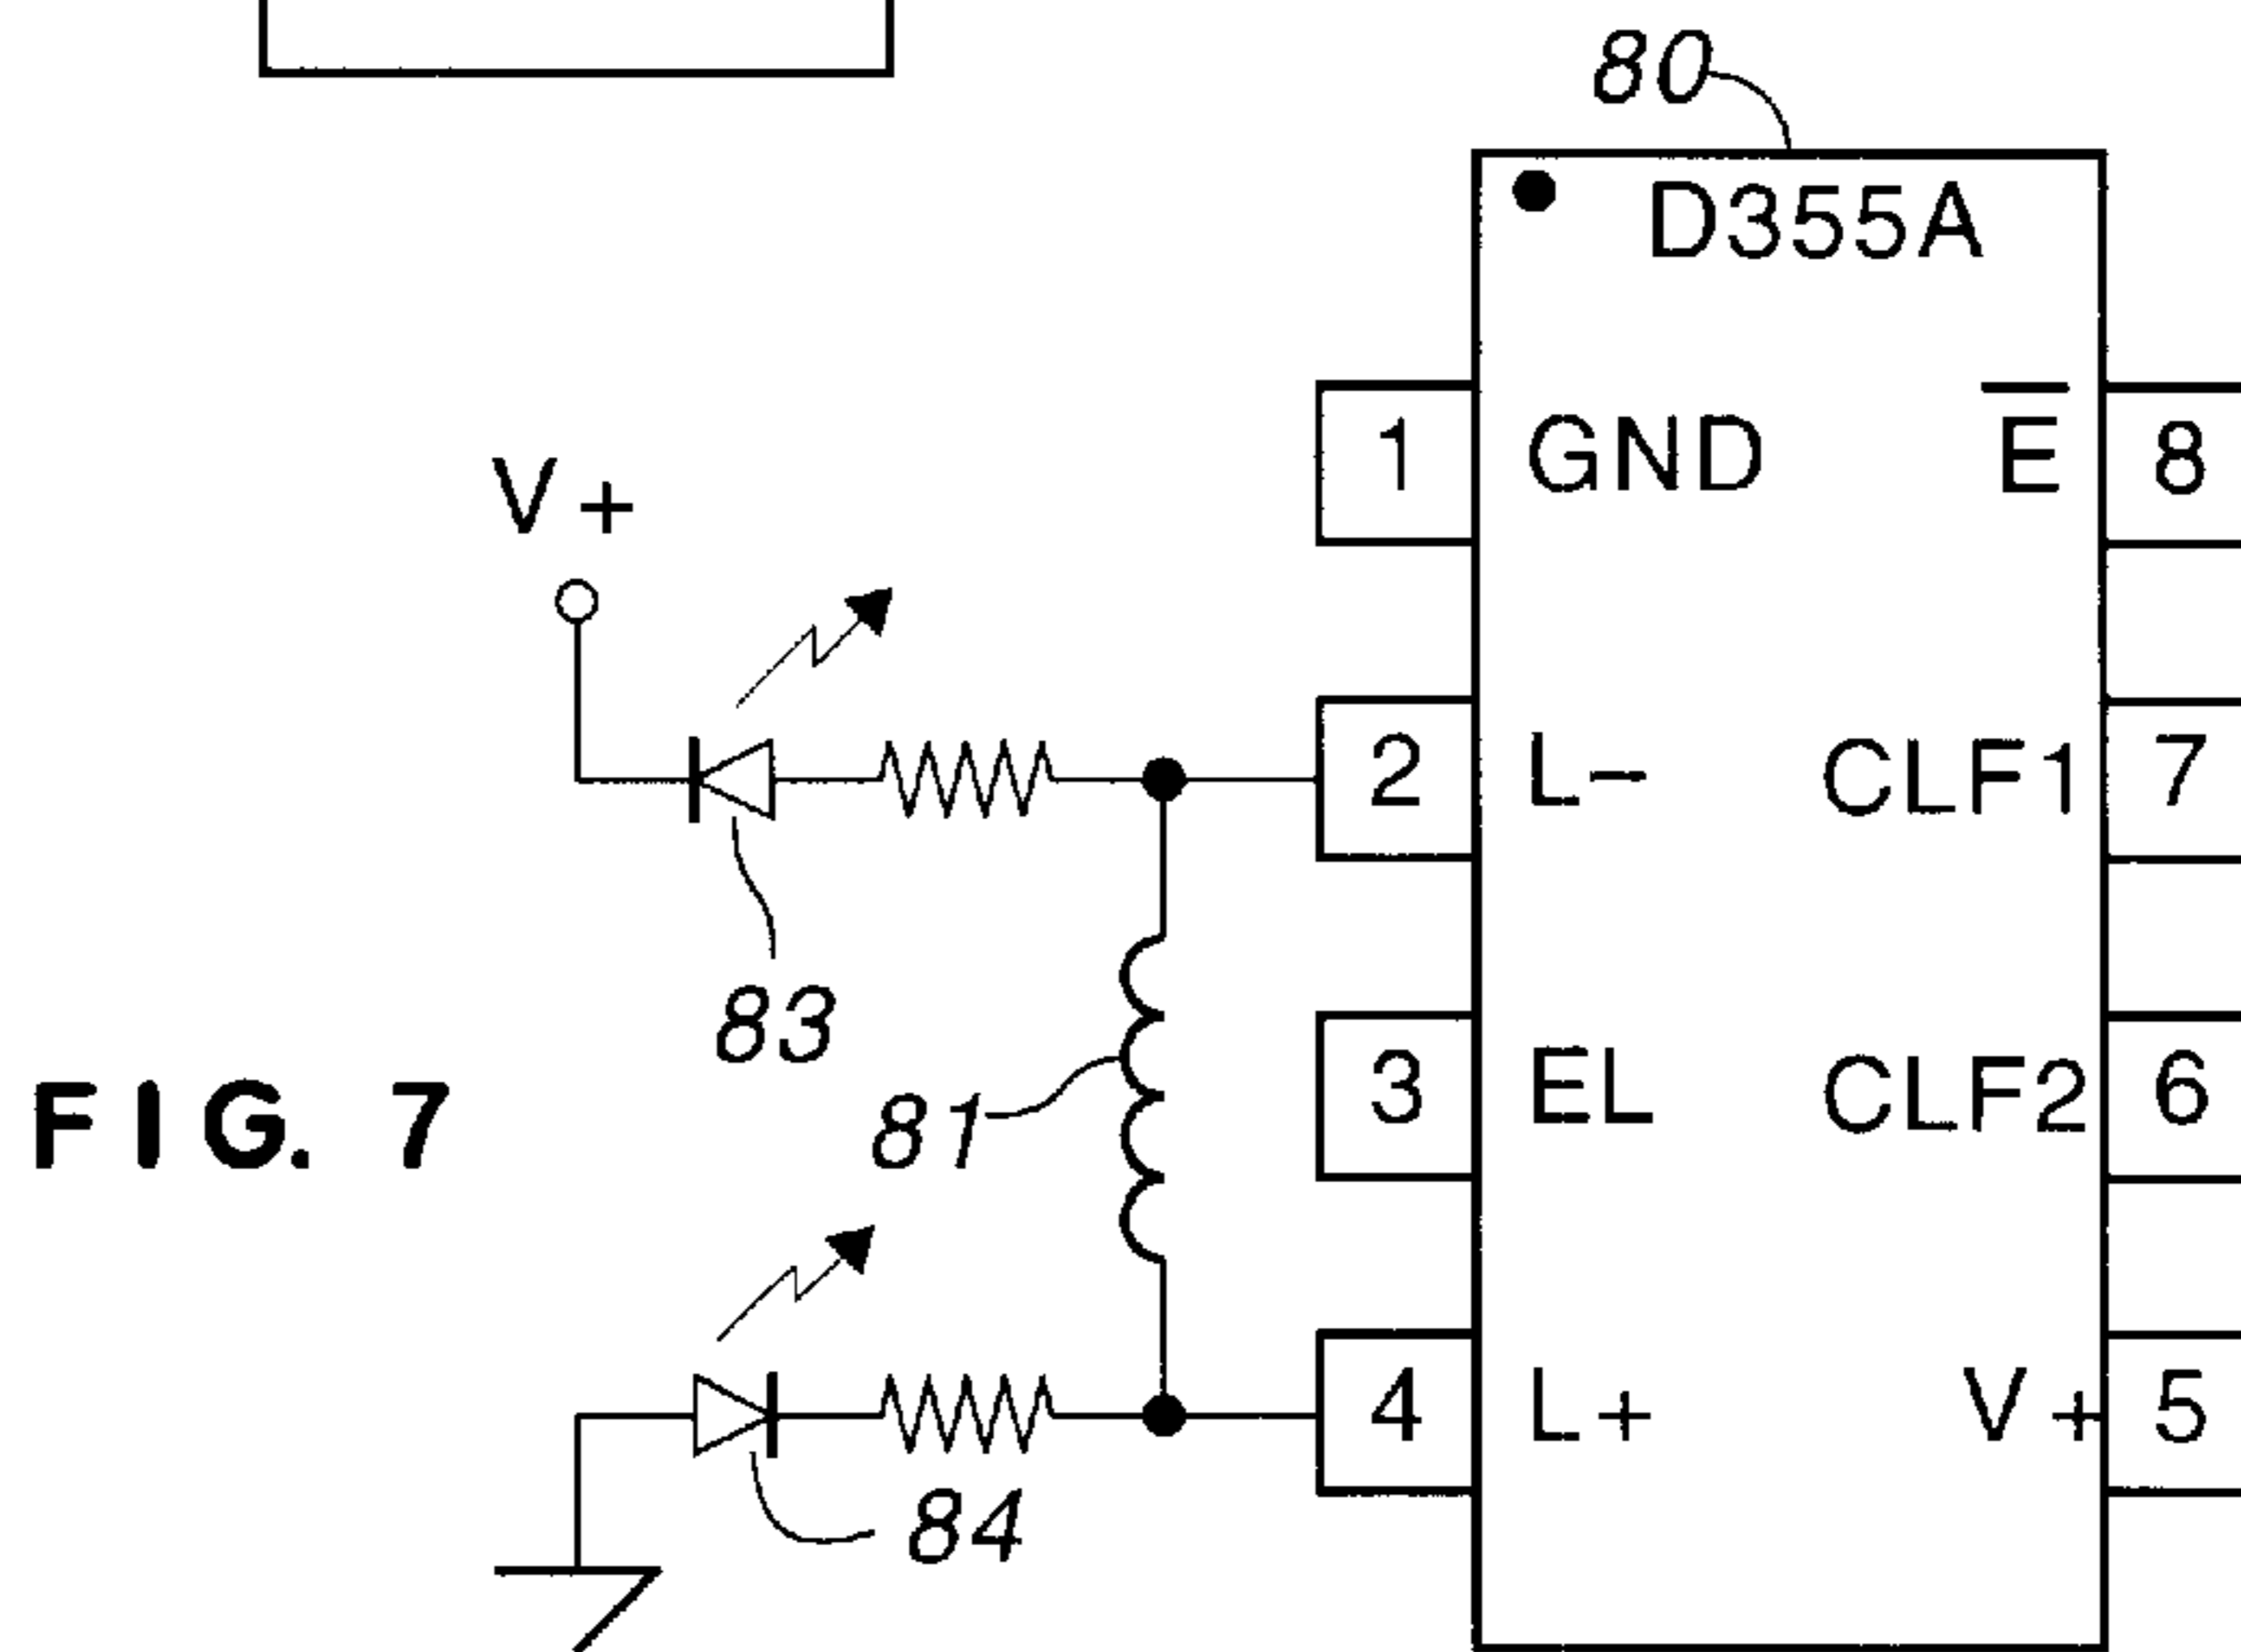 80
D355A
1 GND E̅ 8
V+
2 L- CLF1 7
83
3 EL CLF2 6
81
FIG. 7
4 L+ V+ 5
84